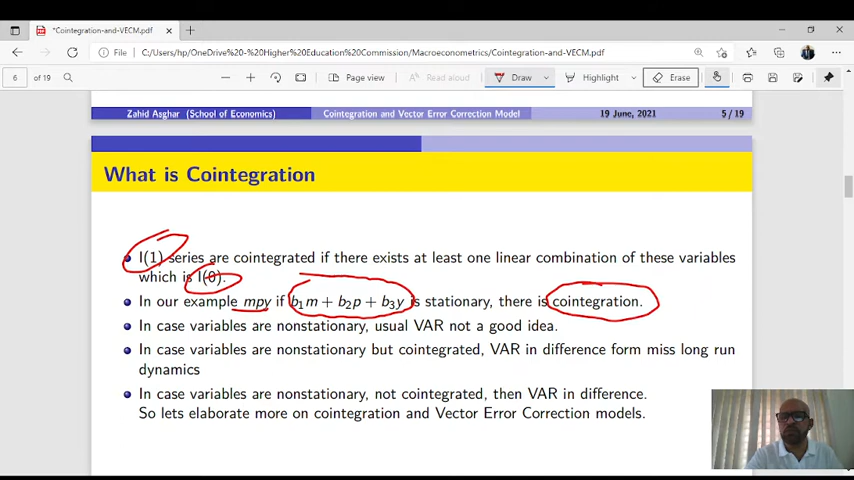 *Cointegration-and-VECM.pdf
File
C:/Users/hp/OneDrive%20-%20Higher%20Education%20Commission/Macroeconometrics/Cointegration-and-VECM.pdf
6 of 19
Page view
Read aloud
Draw
Highlight
Erase
Zahid Asghar (School of Economics)
Cointegration and Vector Error Correction Model
19 June, 2021
5 / 19
What is Cointegration
I(1) series are cointegrated if there exists at least one linear combination of these variables
which is I(0).
In our example mpy if b₁m + b₂p + b₃y is stationary, there is cointegration.
In case variables are nonstationary, usual VAR not a good idea.
In case variables are nonstationary but cointegrated, VAR in difference form miss long run
dynamics
In case variables are nonstationary, not cointegrated, then VAR in difference.
So lets elaborate more on cointegration and Vector Error Correction models.